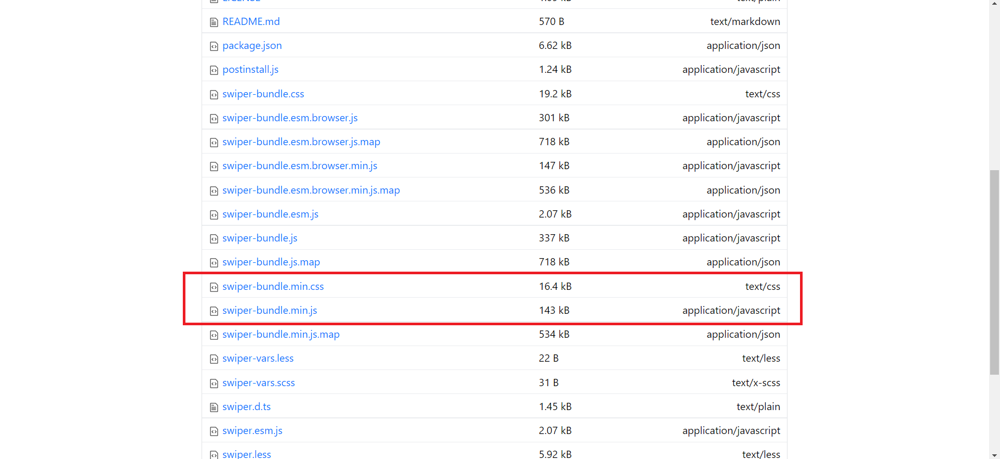 LICENSE 1.09 kB text/plain
README.md 570 B text/markdown
package.json 6.62 kB application/json
postinstall.js 1.24 kB application/javascript
swiper-bundle.css 19.2 kB text/css
swiper-bundle.esm.browser.js 301 kB application/javascript
swiper-bundle.esm.browser.js.map 718 kB application/json
swiper-bundle.esm.browser.min.js 147 kB application/javascript
swiper-bundle.esm.browser.min.js.map 536 kB application/json
swiper-bundle.esm.js 2.07 kB application/javascript
swiper-bundle.js 337 kB application/javascript
swiper-bundle.js.map 718 kB application/json
swiper-bundle.min.css 16.4 kB text/css
swiper-bundle.min.js 143 kB application/javascript
swiper-bundle.min.js.map 534 kB application/json
swiper-vars.less 22 B text/less
swiper-vars.scss 31 B text/x-scss
swiper.d.ts 1.45 kB text/plain
swiper.esm.js 2.07 kB application/javascript
swiper.less 5.92 kB text/less